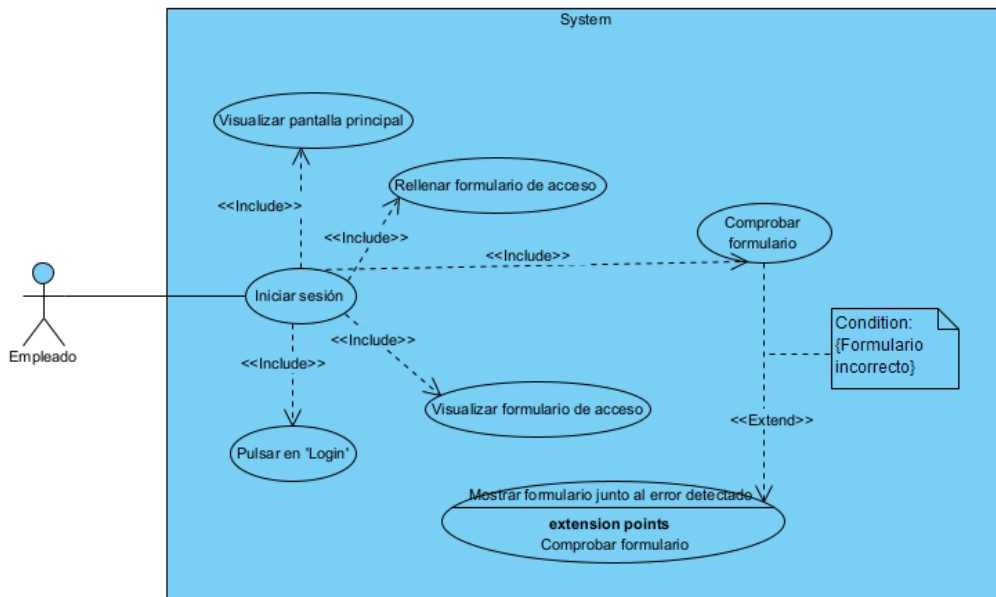 System
Visualizar pantalla principal
Rellenar formulario de acceso
<<Include>>
<<Include>>
Comprobar
formulario
<<Include>>
Iniciar sesión
Empleado
<<Include>>
<<Include>>
Condition:
{Formulario
incorrecto}
Visualizar formulario de acceso
<<Extend>>
Pulsar en 'Login'
Mostrar formulario junto al error detectado
extension points
Comprobar formulario